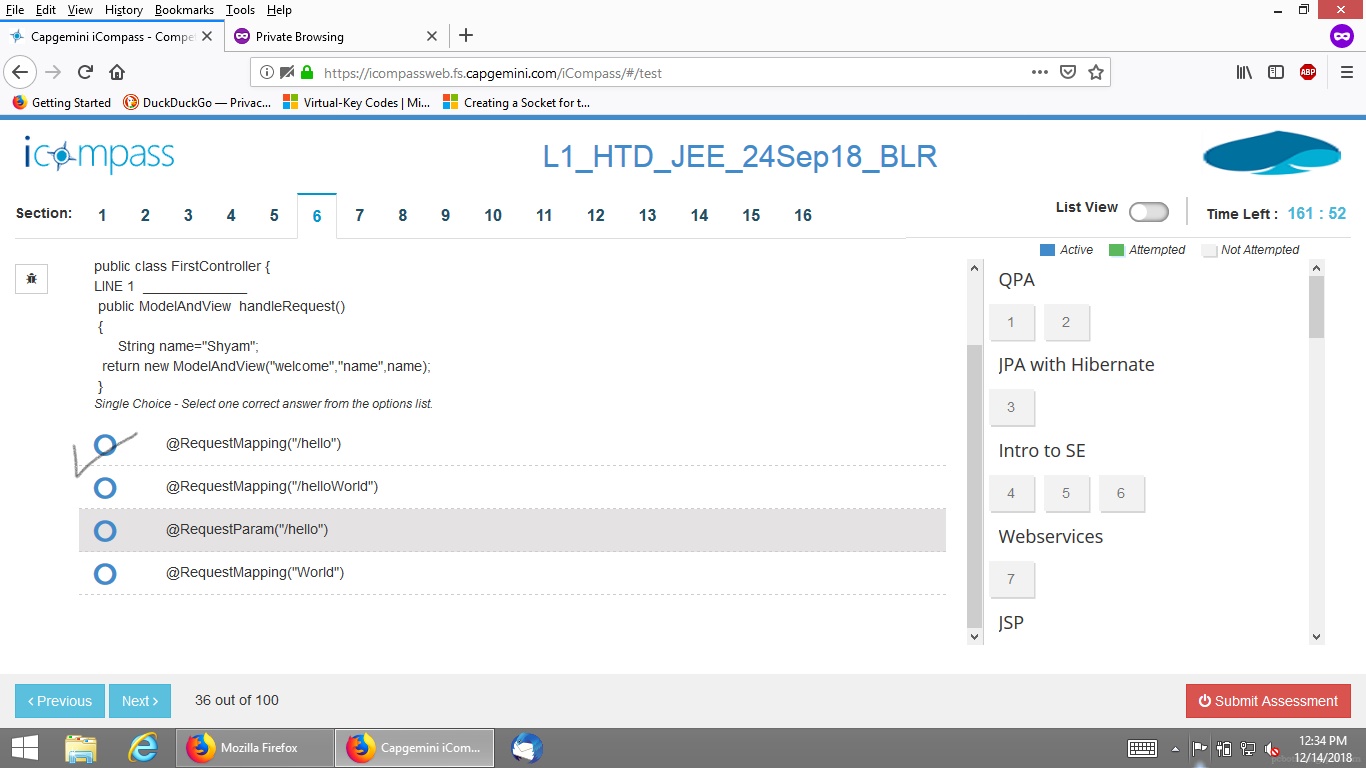 File Edit View History Bookmarks Tools Help
Capgemini iCompass - Compe
Private Browsing
https://icompassweb.fs.capgemini.com/iCompass/#/test
ABP
Getting Started
DuckDuckGo — Privac...
Virtual-Key Codes | Mi...
Creating a Socket for t...
icompass
L1_HTD_JEE_24Sep18_BLR
Section: 1 2 3 4 5 6 7 8 9 10 11 12 13 14 15 16
List View
Time Left : 161 : 52
Active Attempted Not Attempted
public class FirstController {
LINE 1 _____________
public ModelAndView handleRequest()
{
String name="Shyam";
return new ModelAndView("welcome","name",name);
}
Single Choice - Select one correct answer from the options list.
@RequestMapping("/hello")
@RequestMapping("/helloWorld")
@RequestParam("/hello")
@RequestMapping("World")
QPA
1 2
JPA with Hibernate
3
Intro to SE
4 5 6
Webservices
7
JSP
‹ Previous
Next ›
36 out of 100
Submit Assessment
Mozilla Firefox
Capgemini iCom...
12:34 PM
12/14/2018